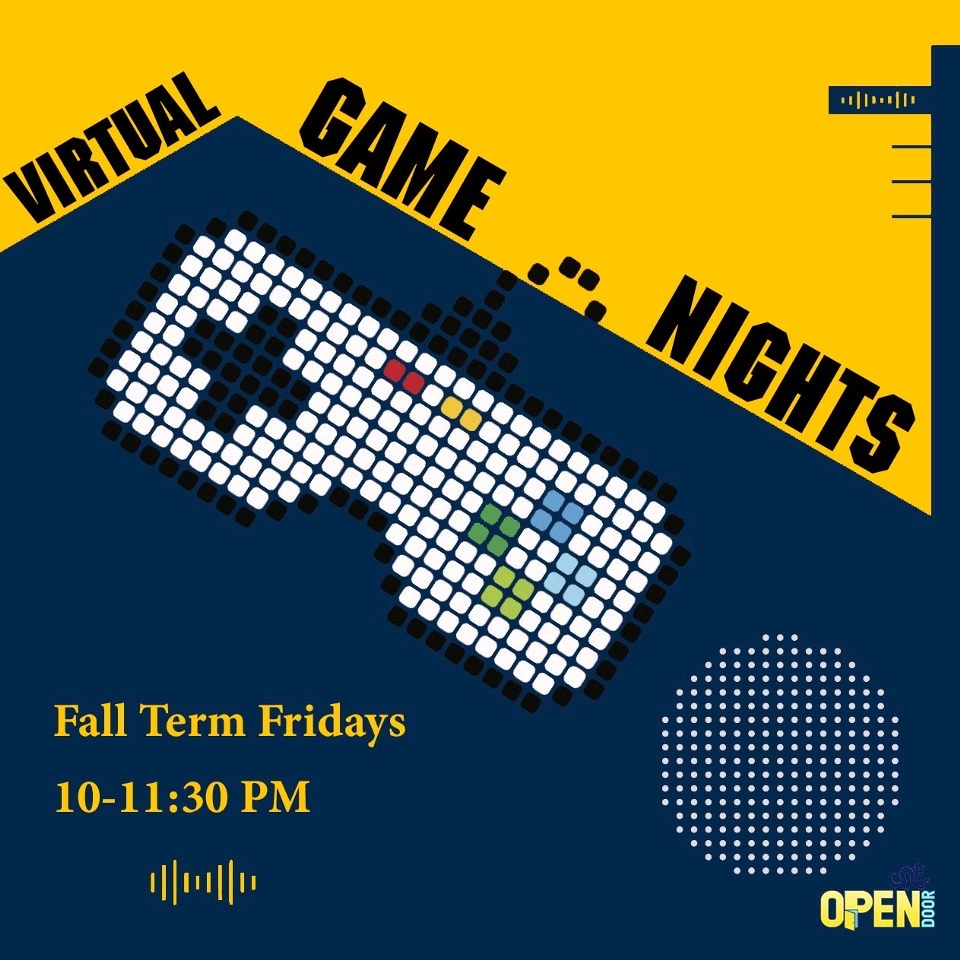 VIRTUAL
GAME
NIGHTS
Fall Term Fridays
10-11:30 PM
OPEN
DOOR